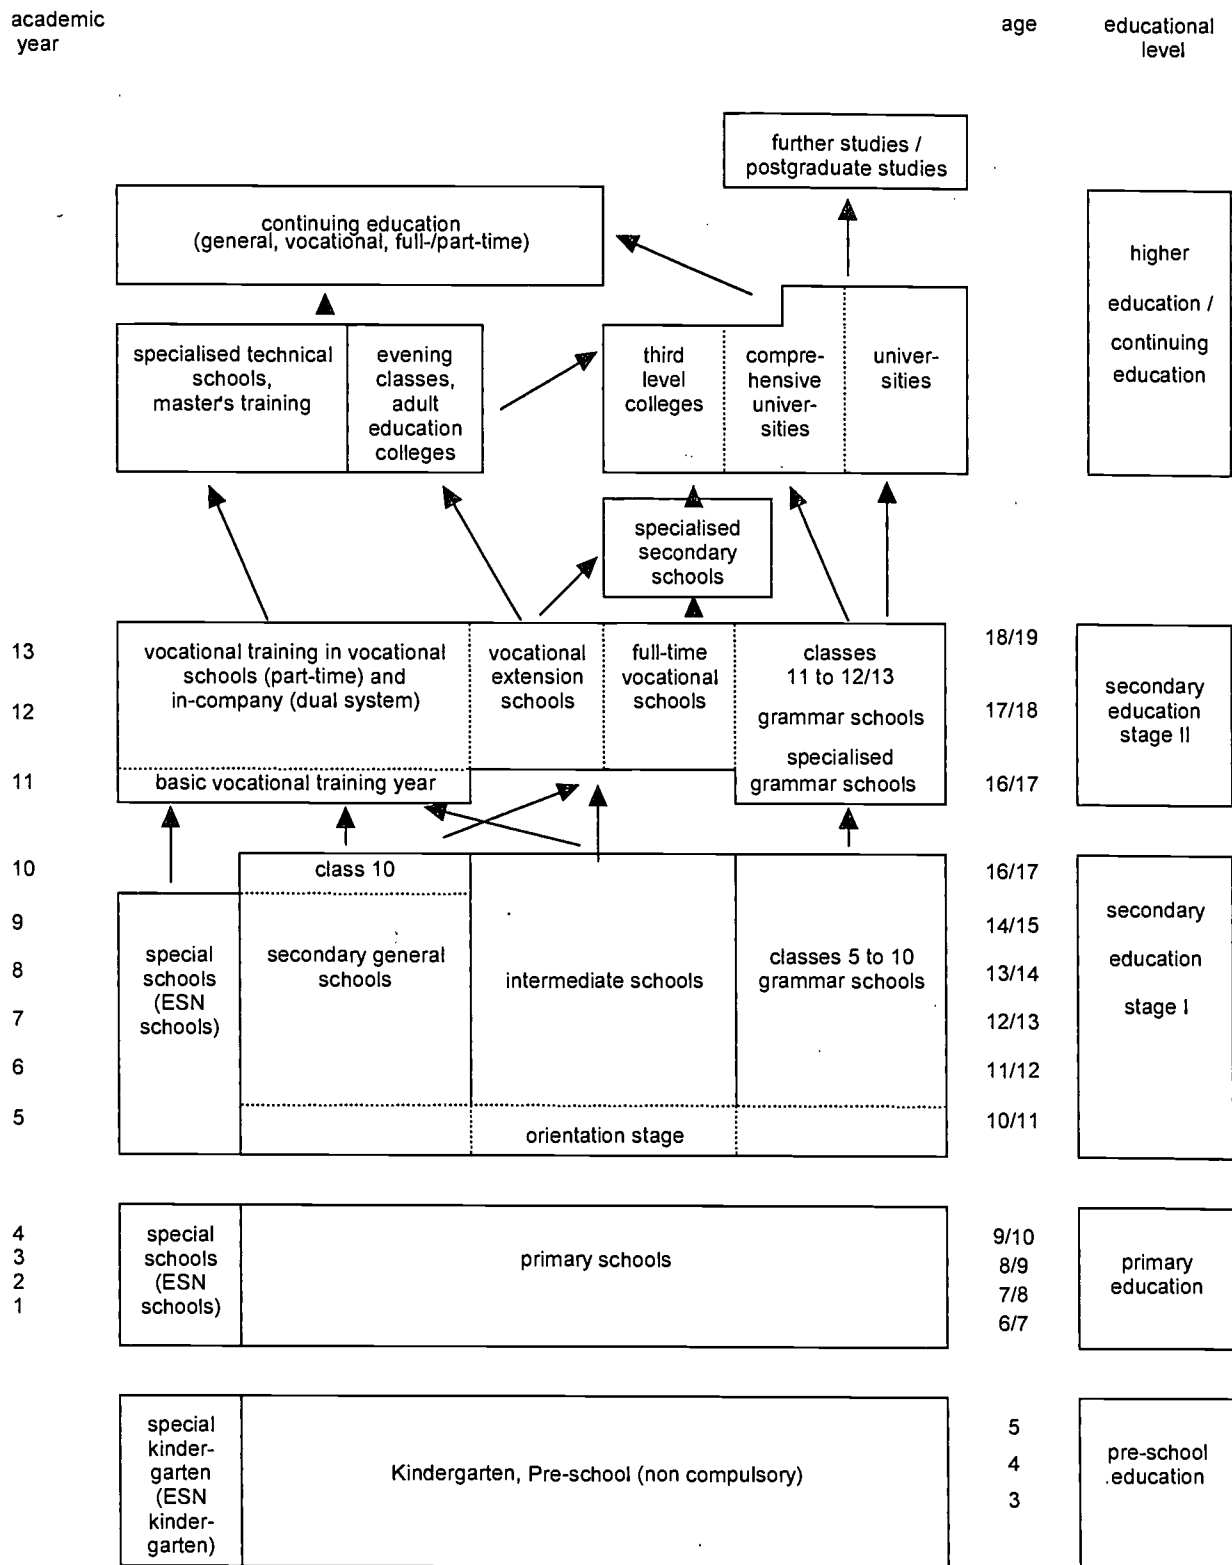 academic
year
age
educational
level
further studies /
postgraduate studies
continuing education
(general, vocational, full-/part-time)
higher
education /
continuing
education
specialised technical
schools,
master's training
evening
classes,
adult
education
colleges
third
level
colleges
compre-
hensive
univer-
sities
univer-
sities
specialised
secondary
schools
13
12
11
vocational training in vocational
schools (part-time) and
in-company (dual system)
basic vocational training year
vocational
extension
schools
full-time
vocational
schools
classes
11 to 12/13
grammar schools
specialised
grammar schools
18/19
17/18
16/17
secondary
education
stage II
10
9
8
7
6
5
special
schools
(ESN
schools)
class 10
secondary general
schools
intermediate schools
classes 5 to 10
grammar schools
orientation stage
16/17
14/15
13/14
12/13
11/12
10/11
secondary
education
stage I
4
3
2
1
special
schools
(ESN
schools)
primary schools
9/10
8/9
7/8
6/7
primary
education
special
kinder-
garten
(ESN
kinder-
garten)
Kindergarten, Pre-school (non compulsory)
5
4
3
pre-school
education